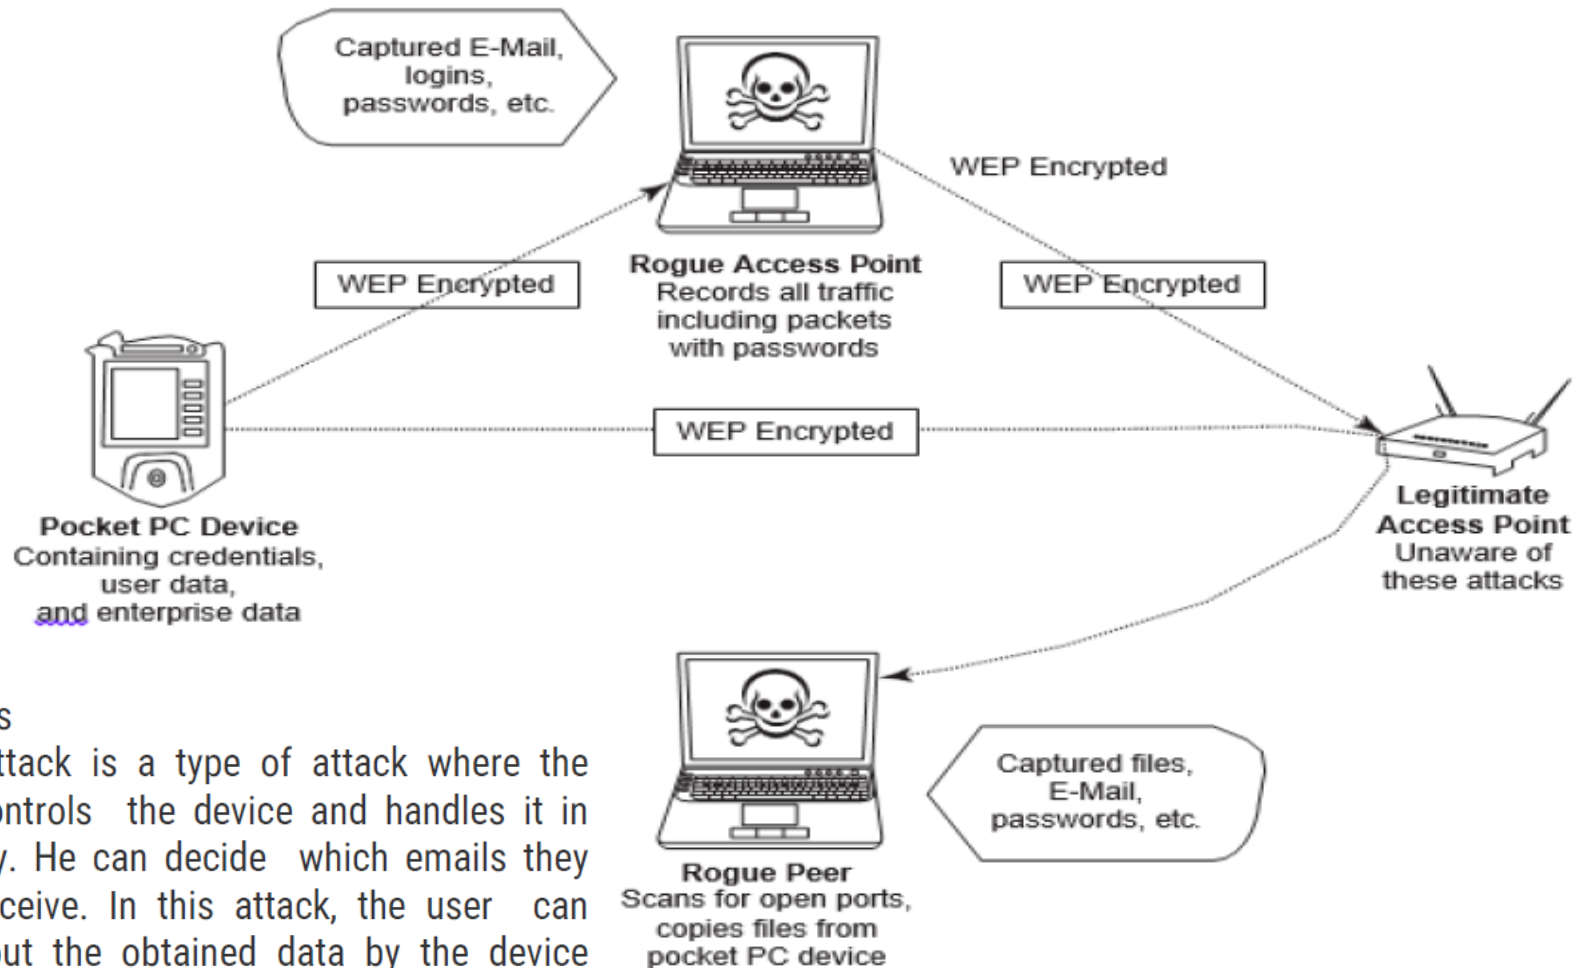 Captured E-Mail,
logins,
passwords, etc.
WEP Encrypted
WEP Encrypted
Rogue Access Point
Records all traffic
including packets
with passwords
WEP Encrypted
WEP Encrypted
Pocket PC Device
Containing credentials,
user data,
and enterprise data
Legitimate
Access Point
Unaware of
these attacks
s
ttack is a type of attack where the
ontrols the device and handles it in
y. He can decide which emails they
ceive. In this attack, the user can
out the obtained data by the device
Captured files,
E-Mail,
passwords, etc.
Rogue Peer
Scans for open ports,
copies files from
pocket PC device